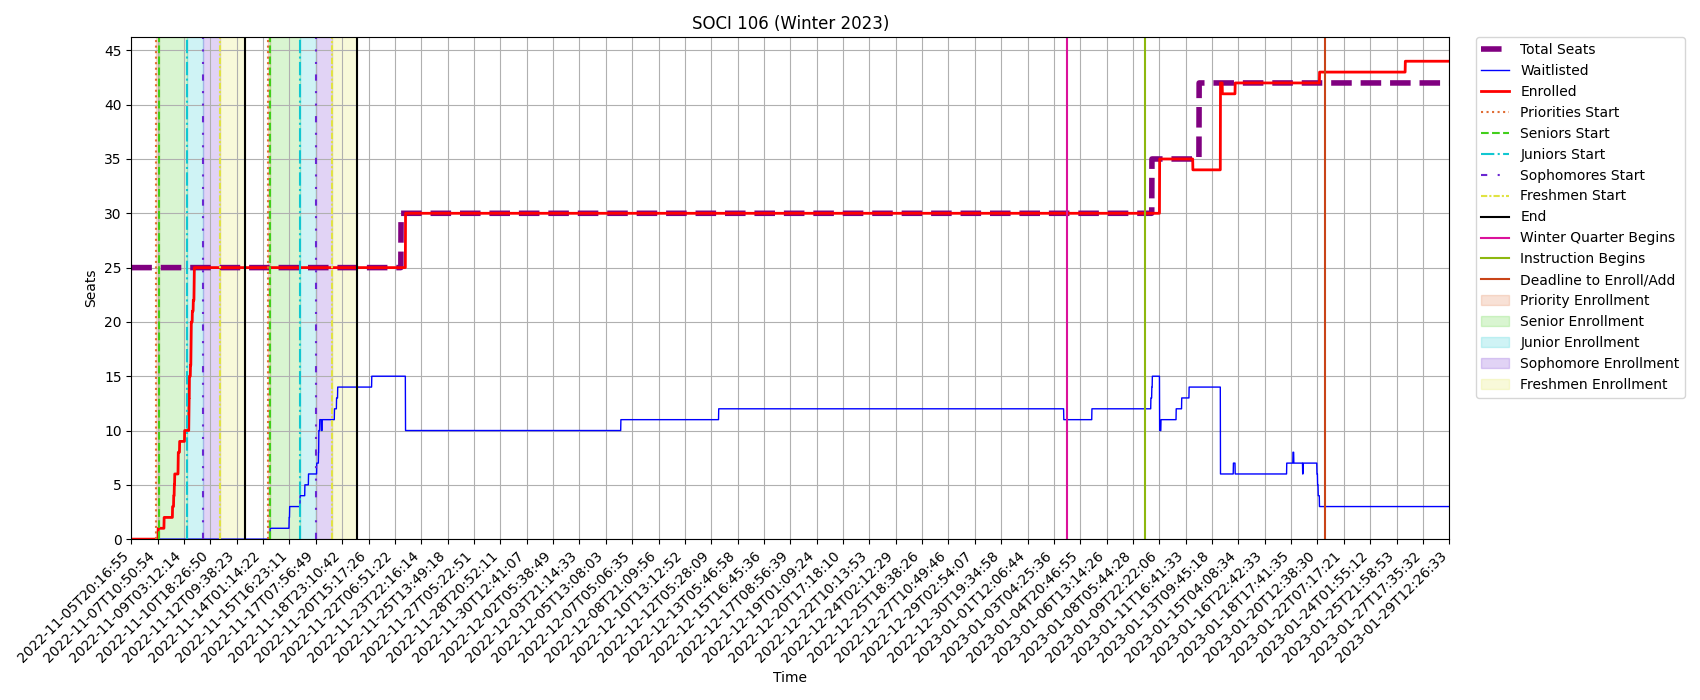 SOCI 106 (Winter 2023)
45
40
35
30
25
20
15
10
5
0
Seats
2022-11-05T20:16:55
2022-11-07T10:50:54
2022-11-09T03:12:14
2022-11-10T18:26:50
2022-11-12T09:38:23
2022-11-14T01:14:22
2022-11-15T16:23:11
2022-11-17T07:56:49
2022-11-18T23:10:42
2022-11-20T15:17:26
2022-11-22T06:51:22
2022-11-23T22:16:14
2022-11-25T13:49:18
2022-11-27T05:22:51
2022-11-28T20:52:11
2022-11-30T12:41:07
2022-12-02T05:38:49
2022-12-03T21:14:33
2022-12-05T13:08:03
2022-12-07T05:06:35
2022-12-08T21:09:56
2022-12-10T13:12:52
2022-12-12T05:28:09
2022-12-13T05:46:58
2022-12-15T16:45:36
2022-12-17T08:56:39
2022-12-19T01:09:24
2022-12-20T17:18:10
2022-12-22T10:13:53
2022-12-24T02:12:29
2022-12-25T18:38:26
2022-12-27T10:49:46
2022-12-29T02:54:07
2022-12-30T19:34:58
2023-01-01T12:06:44
2023-01-03T04:25:36
2023-01-04T20:46:55
2023-01-06T13:14:26
2023-01-08T05:44:28
2023-01-09T22:22:06
2023-01-11T16:41:33
2023-01-13T09:45:18
2023-01-15T04:08:34
2023-01-16T22:42:33
2023-01-18T17:41:35
2023-01-20T12:38:30
2023-01-22T07:17:21
2023-01-24T01:55:12
2023-01-25T21:58:53
2023-01-27T17:35:32
2023-01-29T12:26:33
Time
Total Seats
Waitlisted
Enrolled
Priorities Start
Seniors Start
Juniors Start
Sophomores Start
Freshmen Start
End
Winter Quarter Begins
Instruction Begins
Deadline to Enroll/Add
Priority Enrollment
Senior Enrollment
Junior Enrollment
Sophomore Enrollment
Freshmen Enrollment